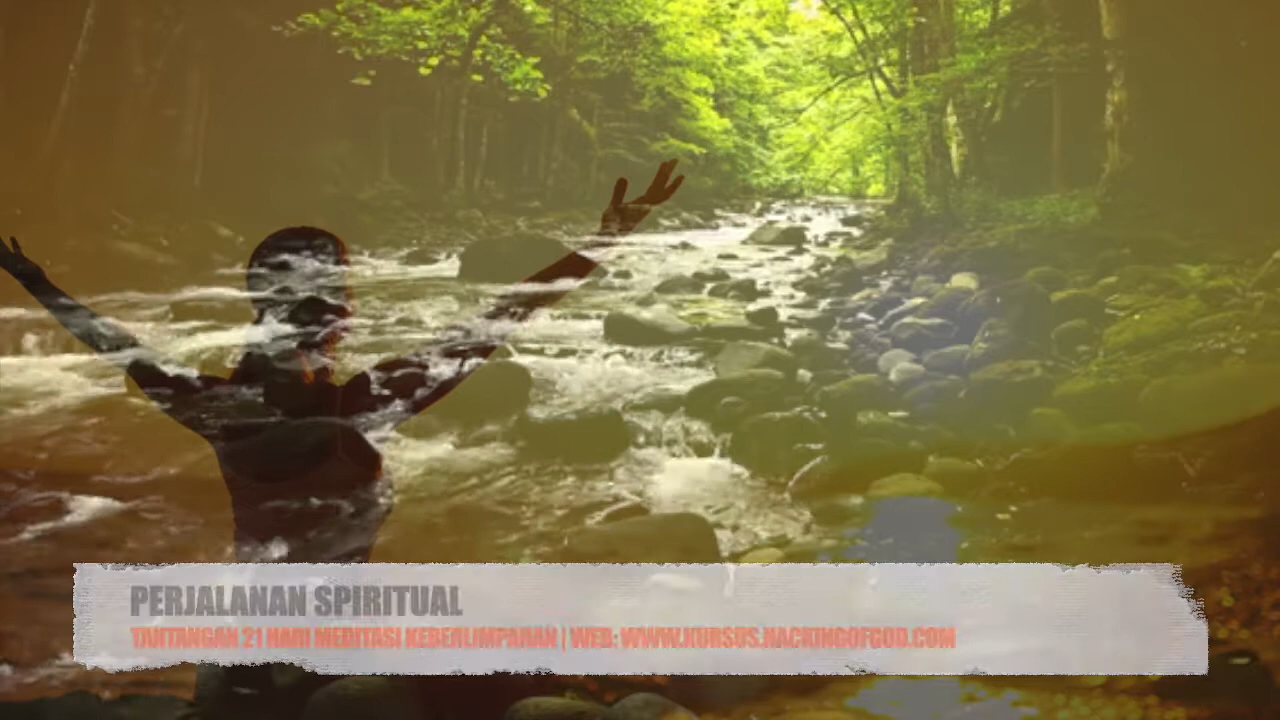 PERJALANAN SPIRITUAL
TANTANGAN 21 HARI MEDITASI KEBERLIMPAHAN | WEB: WWW.KURSUS.HACKINGOFGOD.COM